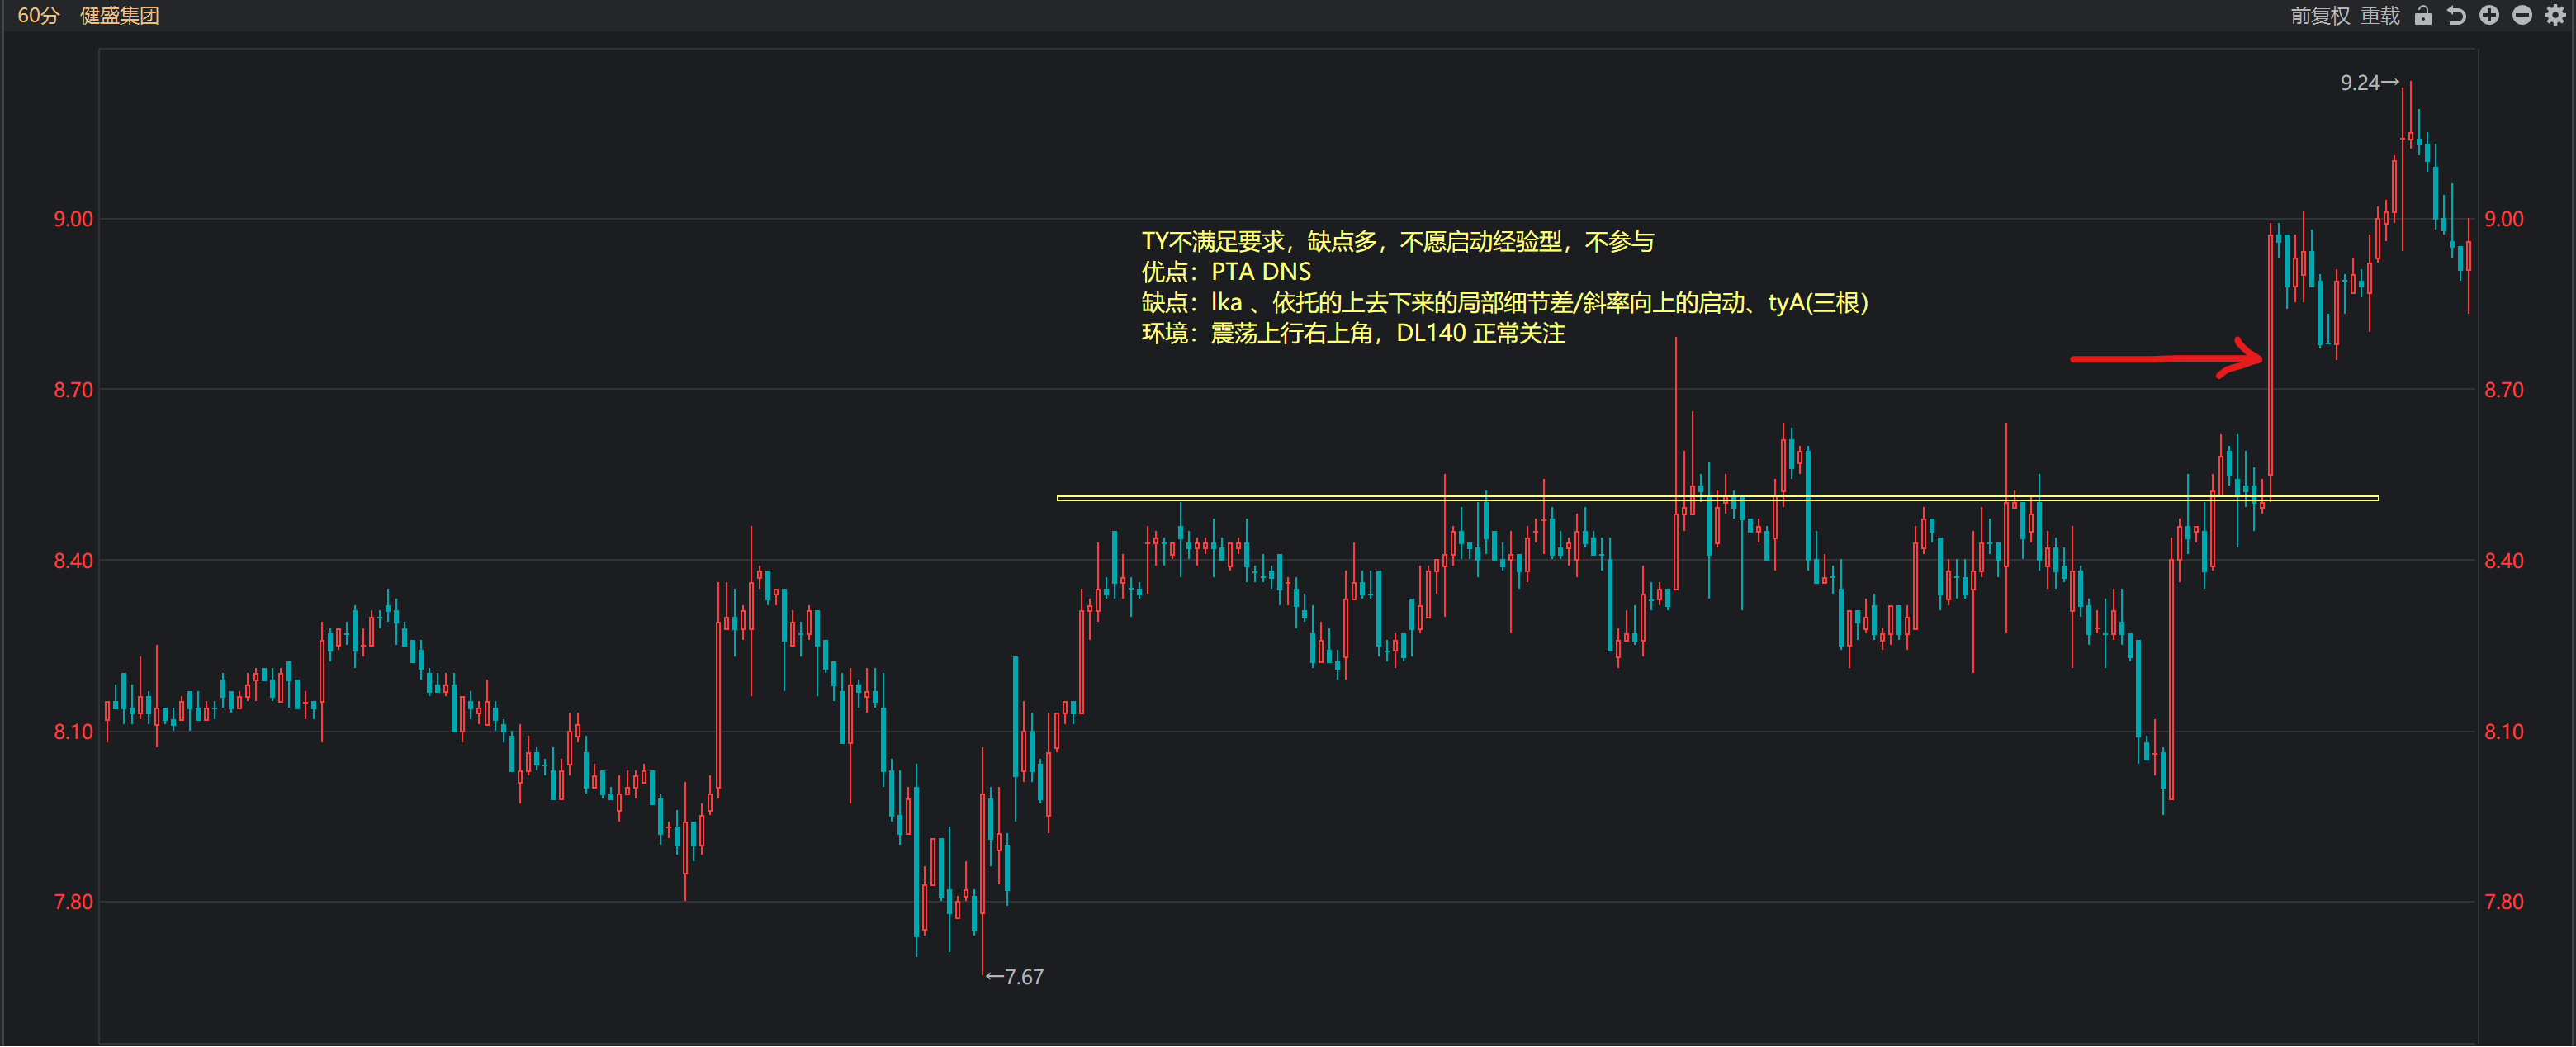 60分 健盛集团 前复权 重载
9.24→
9.00 9.00
TY不满足要求，缺点多，不愿启动经验型，不参与
优点：PTA DNS
缺点：lka 、依托的上去下来的局部细节差/斜率向上的启动、tyA(三根）
环境：震荡上行右上角，DL140 正常关注
8.70 8.70
8.40 8.40
8.10 8.10
7.80 7.80
←7.67